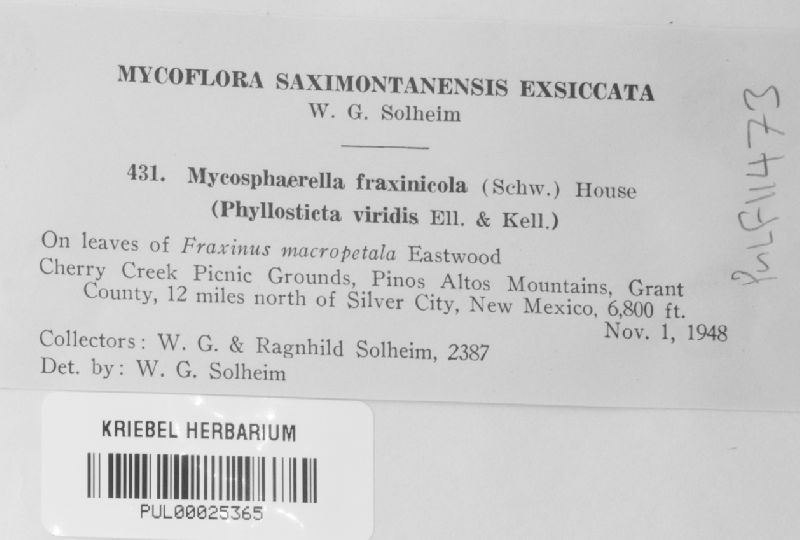 MYCOFLORA SAXIMONTANENSIS EXSICCATA
W. G. Solheim
431. Mycosphaerella fraxinicola (Schw.) House
(Phyllosticta viridis Ell. & Kell.)
On leaves of Fraxinus macropetala Eastwood
Cherry Creek Picnic Grounds, Pinos Altos Mountains, Grant
County, 12 miles north of Silver City, New Mexico, 6,800 ft.
Nov. 1, 1948
Collectors: W. G. & Ragnhild Solheim, 2387
Det. by: W. G. Solheim
PULF11473
KRIEBEL HERBARIUM
PUL00025365